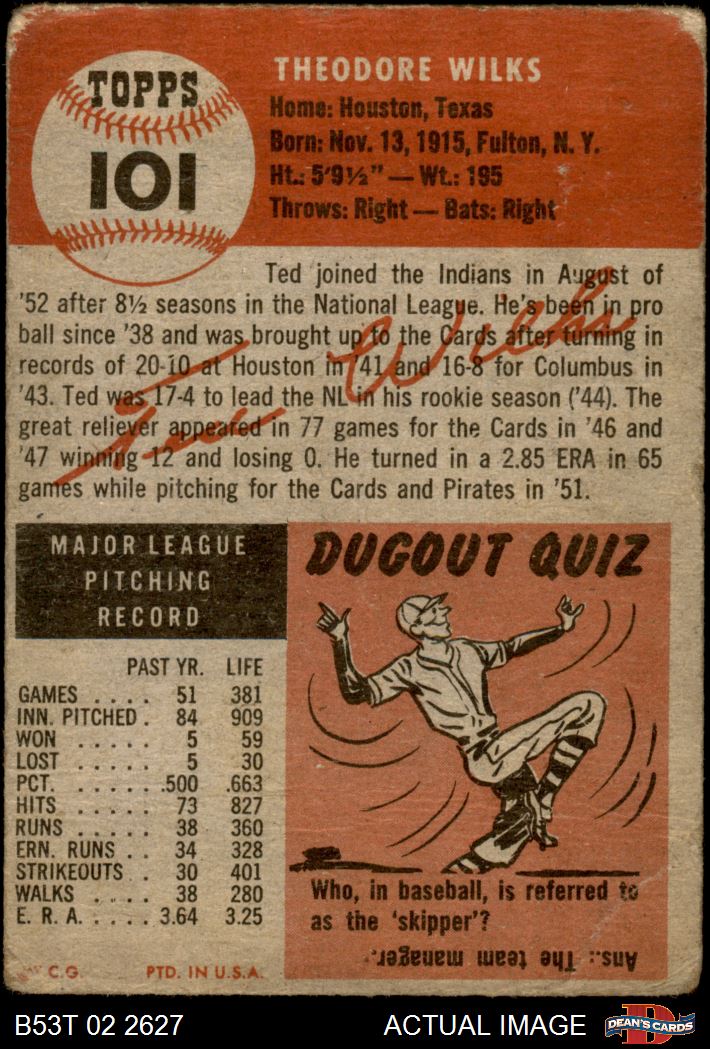 TOPPS
101
THEODORE WILKS
Home: Houston, Texas
Born: Nov. 13, 1915, Fulton, N. Y.
Ht.: 5'9½" — Wt.: 195
Throws: Right — Bats: Right
Ted joined the Indians in August of
'52 after 8½ seasons in the National League. He's been in pro
ball since '38 and was brought up to the Cards after turning in
records of 20-10 at Houston in '41 and 16-8 for Columbus in
'43. Ted was 17-4 to lead the NL in his rookie season ('44). The
great reliever appeared in 77 games for the Cards in '46 and
'47 winning 12 and losing 0. He turned in a 2.85 ERA in 65
games while pitching for the Cards and Pirates in '51.
Ted Wilks
MAJOR LEAGUE
PITCHING
RECORD
PAST YR. LIFE
GAMES . . . . 51 381
INN. PITCHED . 84 909
WON . . . . . 5 59
LOST . . . . . 5 30
PCT. . . . . . .500 .663
HITS . . . . . 73 827
RUNS . . . . . 38 360
ERN. RUNS . . 34 328
STRIKEOUTS . . 30 401
WALKS . . . . 38 280
E. R. A. . . . . 3.64 3.25
C.G. PTD. IN U.S.A.
DUGOUT QUIZ
Who, in baseball, is referred to
as the 'skipper'?
Ans.: The team manager.
B53T 02 2627 ACTUAL IMAGE
D
DEAN'S CARDS